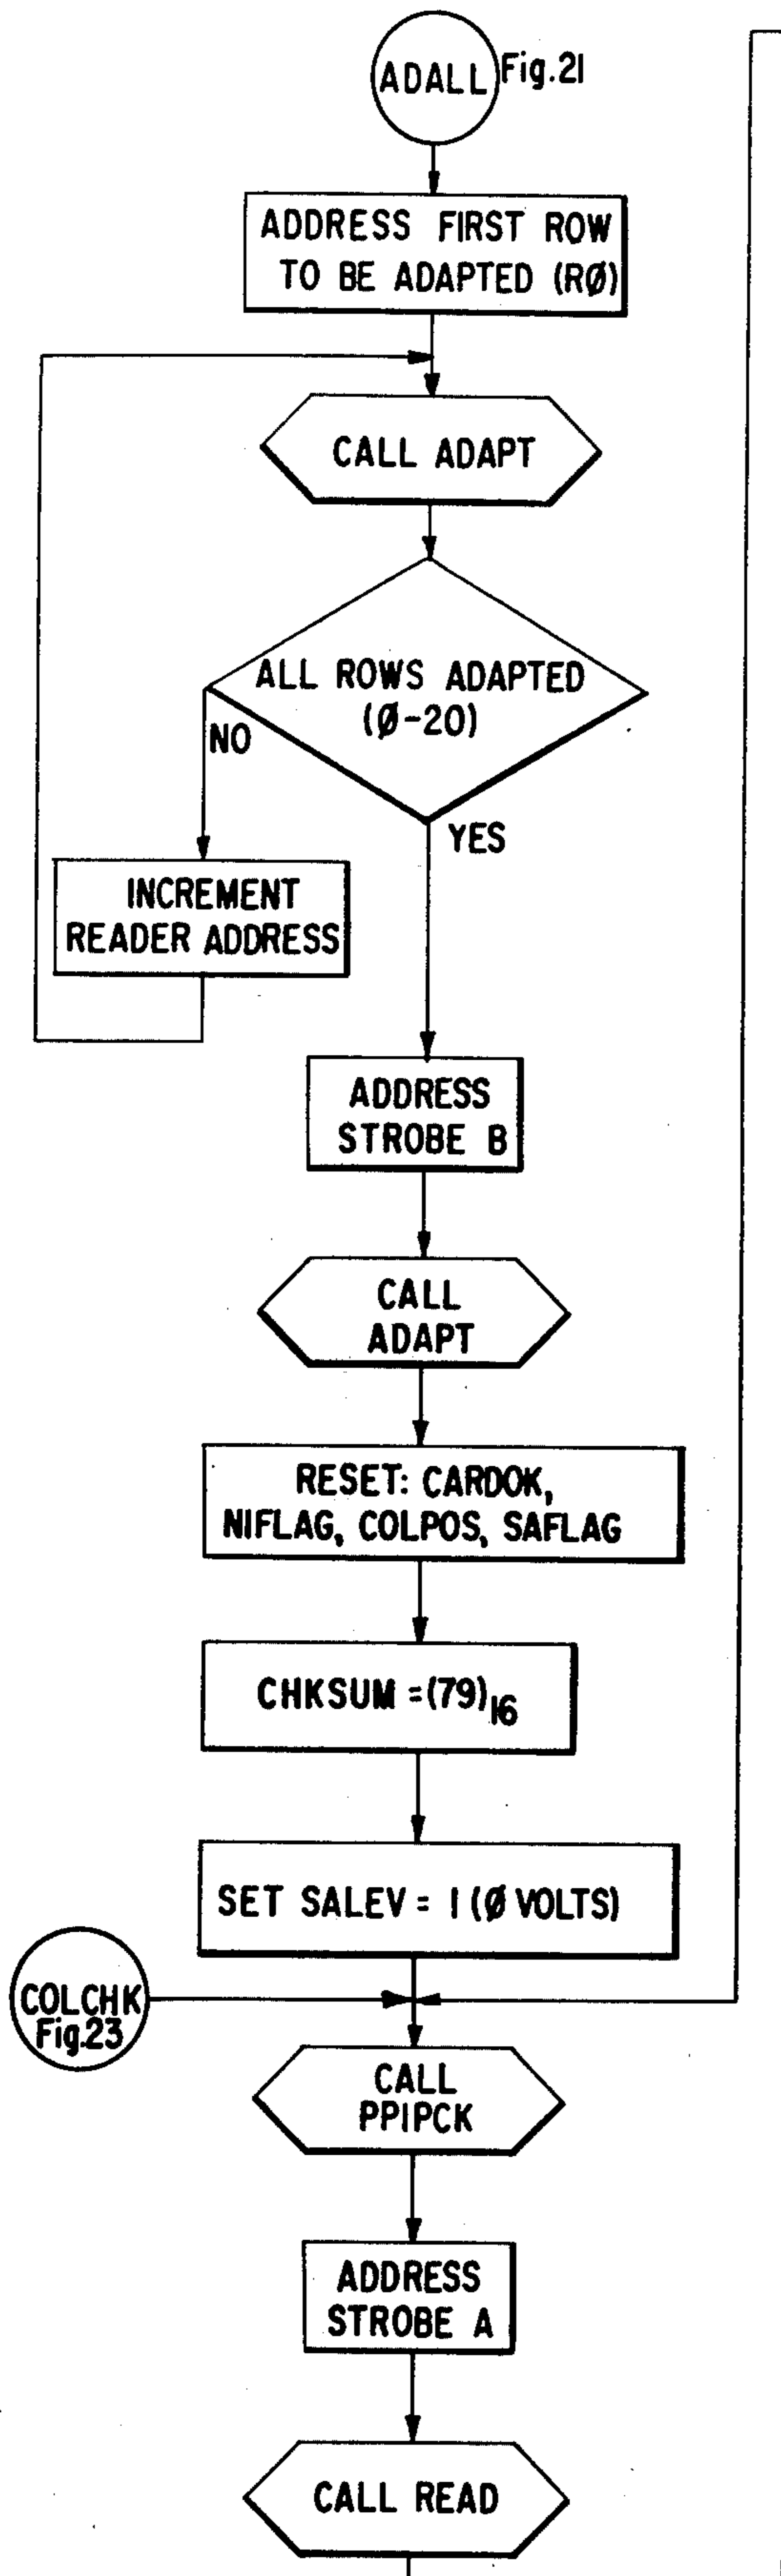 ADALL Fig.21
ADDRESS FIRST ROW
TO BE ADAPTED (RØ)
CALL ADAPT
ALL ROWS ADAPTED
(Ø-20)
NO
YES
INCREMENT
READER ADDRESS
ADDRESS
STROBE B
CALL
ADAPT
RESET: CARDOK,
NIFLAG, COLPOS, SAFLAG
CHKSUM =(79)16
SET SALEV = 1 (Ø VOLTS)
COLCHK
Fig.23
CALL
PPIPCK
ADDRESS
STROBE A
CALL READ